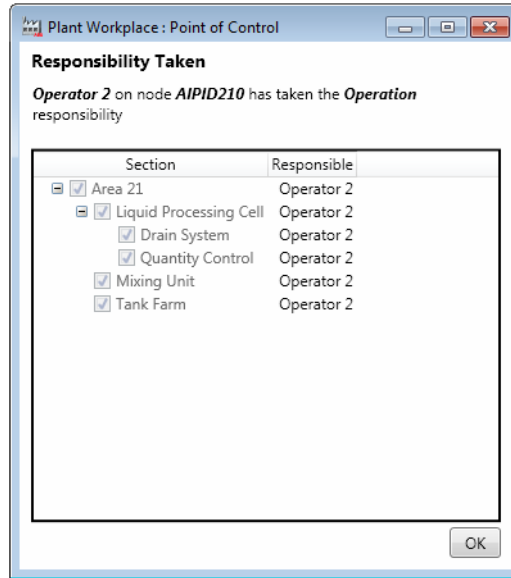 Plant Workplace : Point of Control
Responsibility Taken
Operator 2 on node AIPID210 has taken the Operation
responsibility
Section Responsible
Area 21 Operator 2
Liquid Processing Cell Operator 2
Drain System Operator 2
Quantity Control Operator 2
Mixing Unit Operator 2
Tank Farm Operator 2
OK